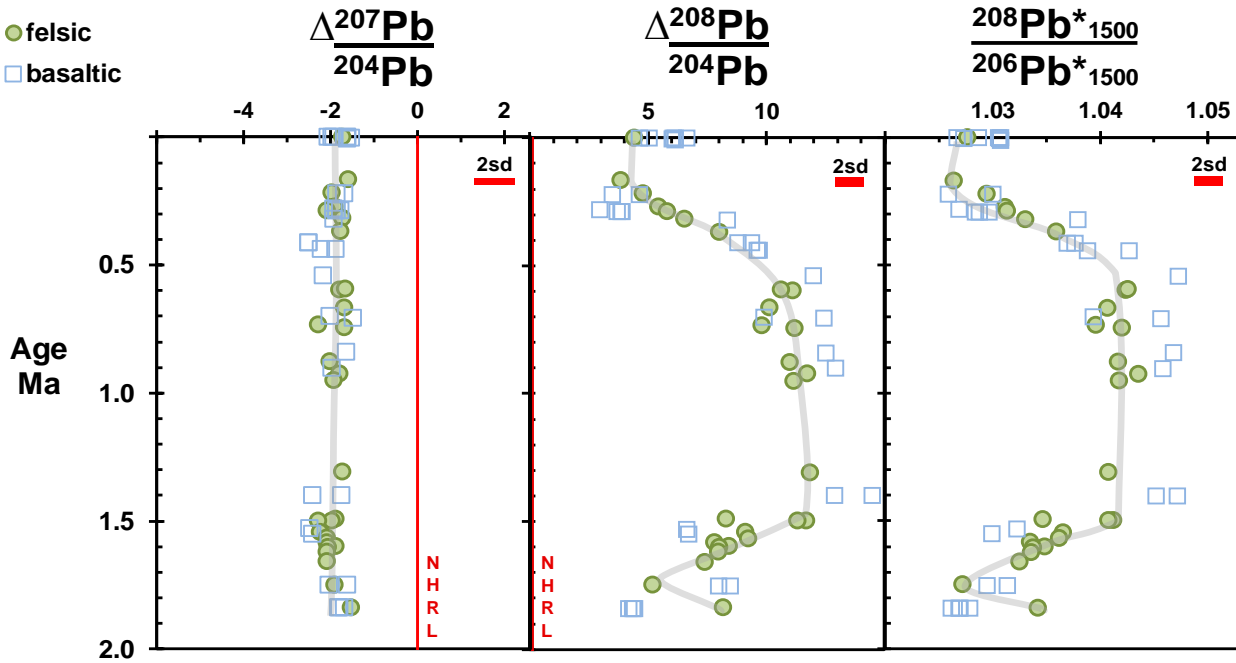 felsic
basaltic
Δ207Pb
204Pb
Δ208Pb
204Pb
208Pb*1500
206Pb*1500
-4 -2 0 2
5 10
1.03 1.04 1.05
2sd
2sd
2sd
0.5
Age
Ma
1.0
1.5
2.0
N
H
R
L
N
H
R
L